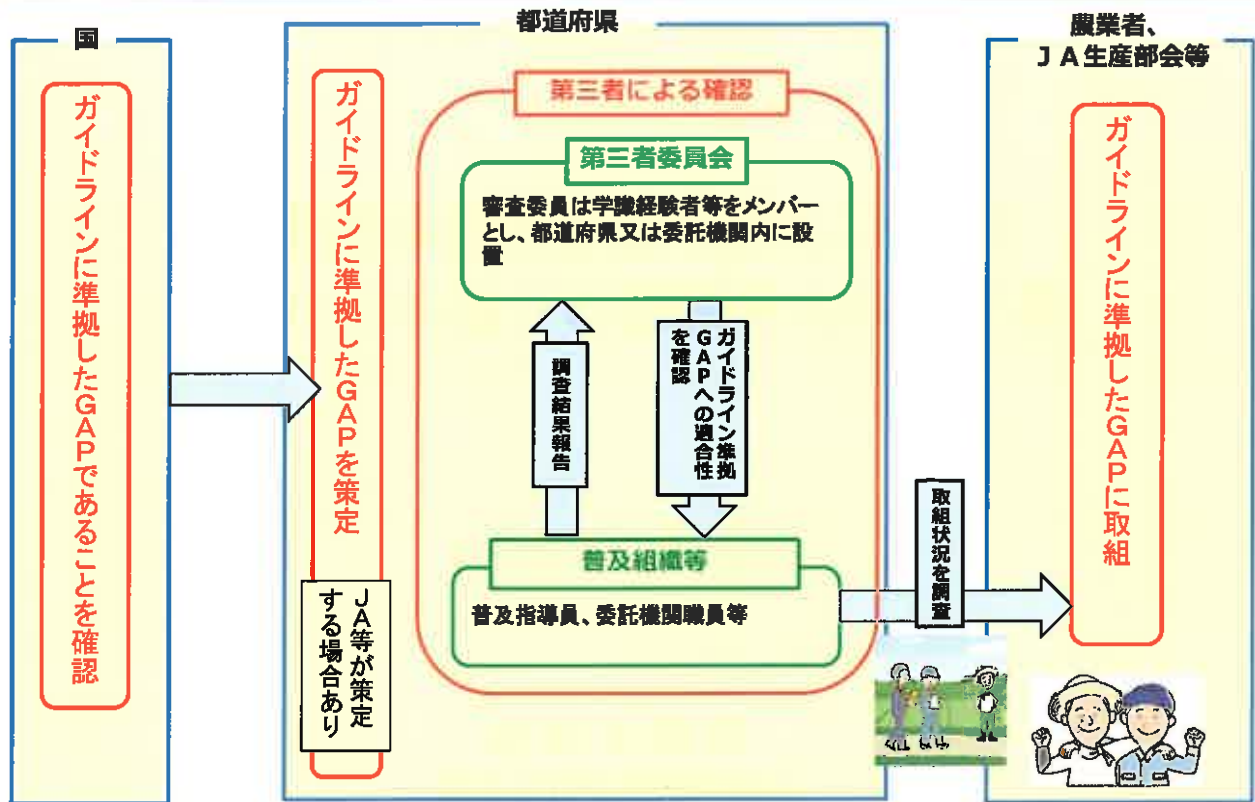 国
ガイドラインに準拠したGAPであることを確認
都道府県
ガイドラインに準拠したGAPを策定
JA等が策定
する場合あり
第三者による確認
第三者委員会
審査委員は学識経験者等をメンバー
とし、都道府県又は委託機関内に設
置
調査結果報告
ガイドライン準拠
GAPへの適合性
を確認
普及組織等
普及指導員、委託機関職員等
取組状況を調査
農業者、
JA生産部会等
ガイドラインに準拠したGAPに取組